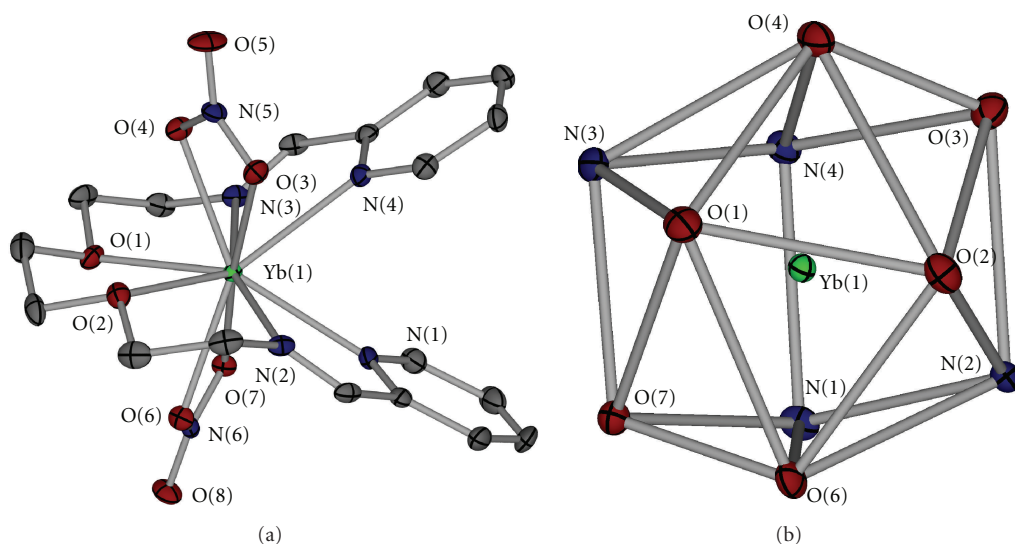 O(5)
N(5)
O(4)
O(3)
N(3)
N(4)
O(1)
Yb(1)
O(2)
N(1)
N(2)
O(7)
O(6)
N(6)
O(8)
(a)
O(4)
O(3)
N(3)
N(4)
O(1)
O(2)
Yb(1)
N(2)
O(7)
N(1)
O(6)
(b)